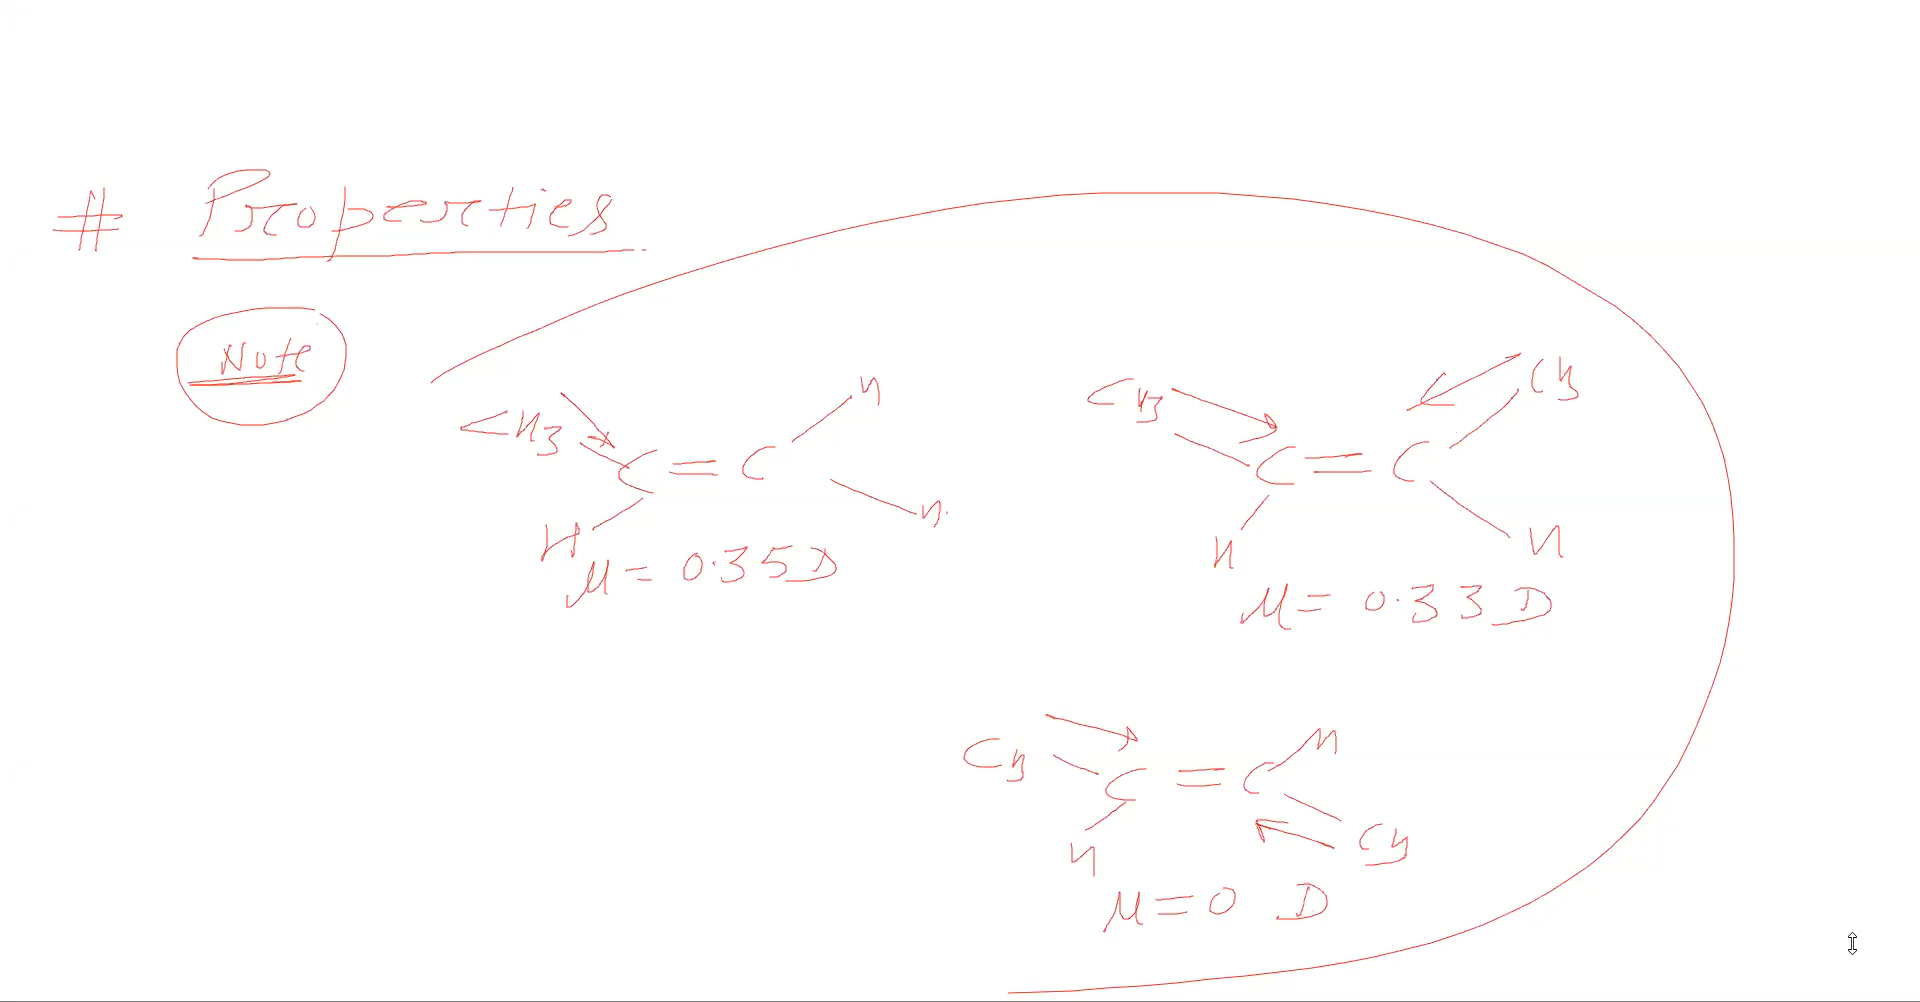 # Properties
Note
CH3 H
C = C
H H
μ = 0.35 D
CH3 CH3
C = C
H H
μ = 0.33 D
CH3 H
C = C
H CH3
μ = 0 D